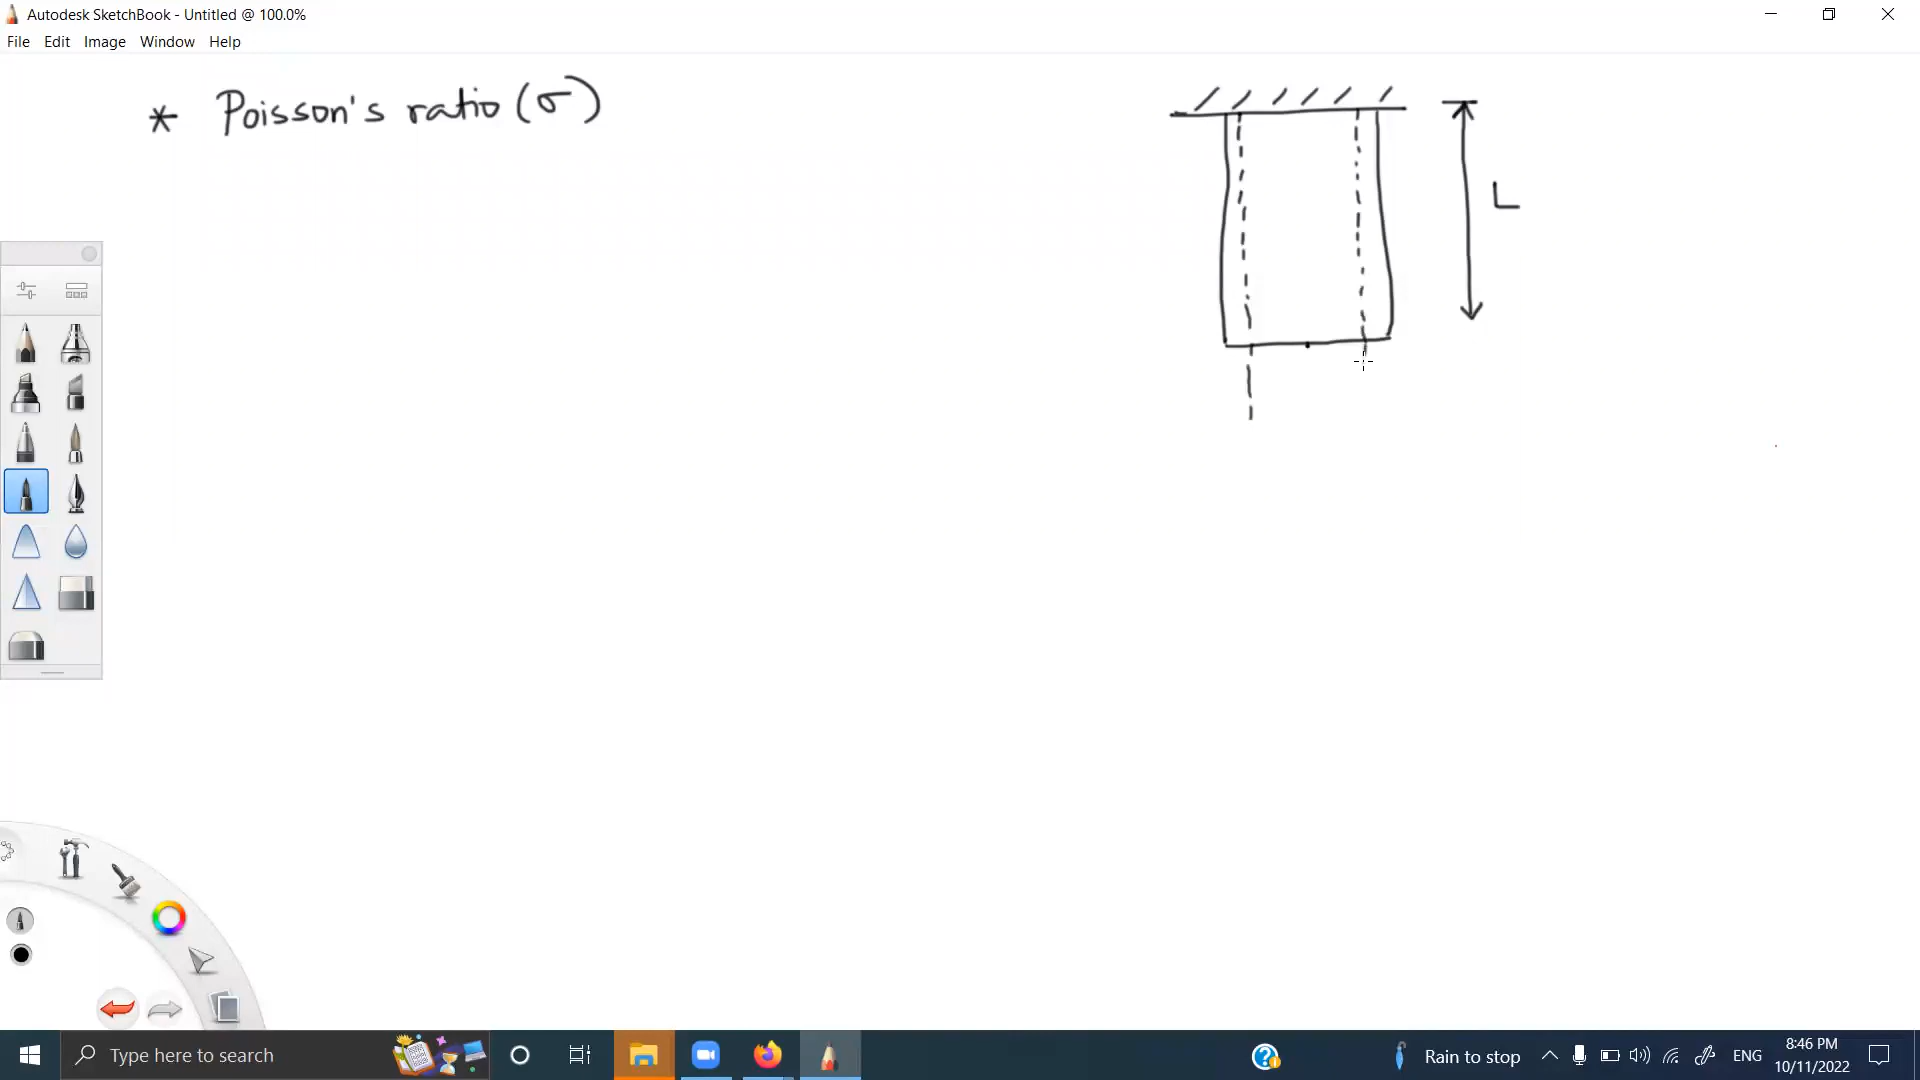 Autodesk SketchBook - Untitled @ 100.0%
File Edit Image Window Help
* Poisson's ratio (σ)
L
Type here to search
Rain to stop
ENG
8:46 PM
10/11/2022